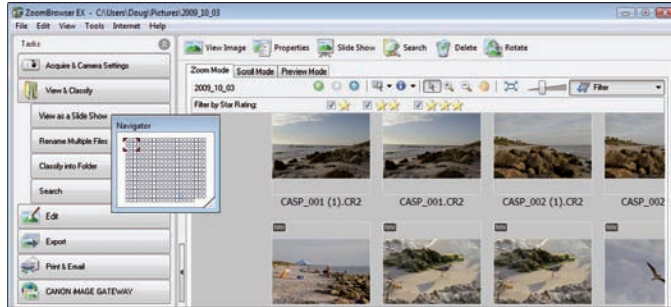 ZoomBrowser EX - C:\Users\Doug\Pictures\2009_10_03
File Edit View Tools Internet Help
Tasks
View Image Properties Slide Show Search Delete Rotate
Acquire & Camera Settings
Zoom Mode Scroll Mode Preview Mode
View & Classify
2009_10_03
Filter
Filter by Star Rating:
View as a Slide Show
Navigator
Rename Multiple Files
Classify into Folder
Search
CASP_001 (1).CR2 CASP_001.CR2 CASP_002 (1).CR2 CASP_002
Edit
Export
Print & Email
CANON iMAGE GATEWAY